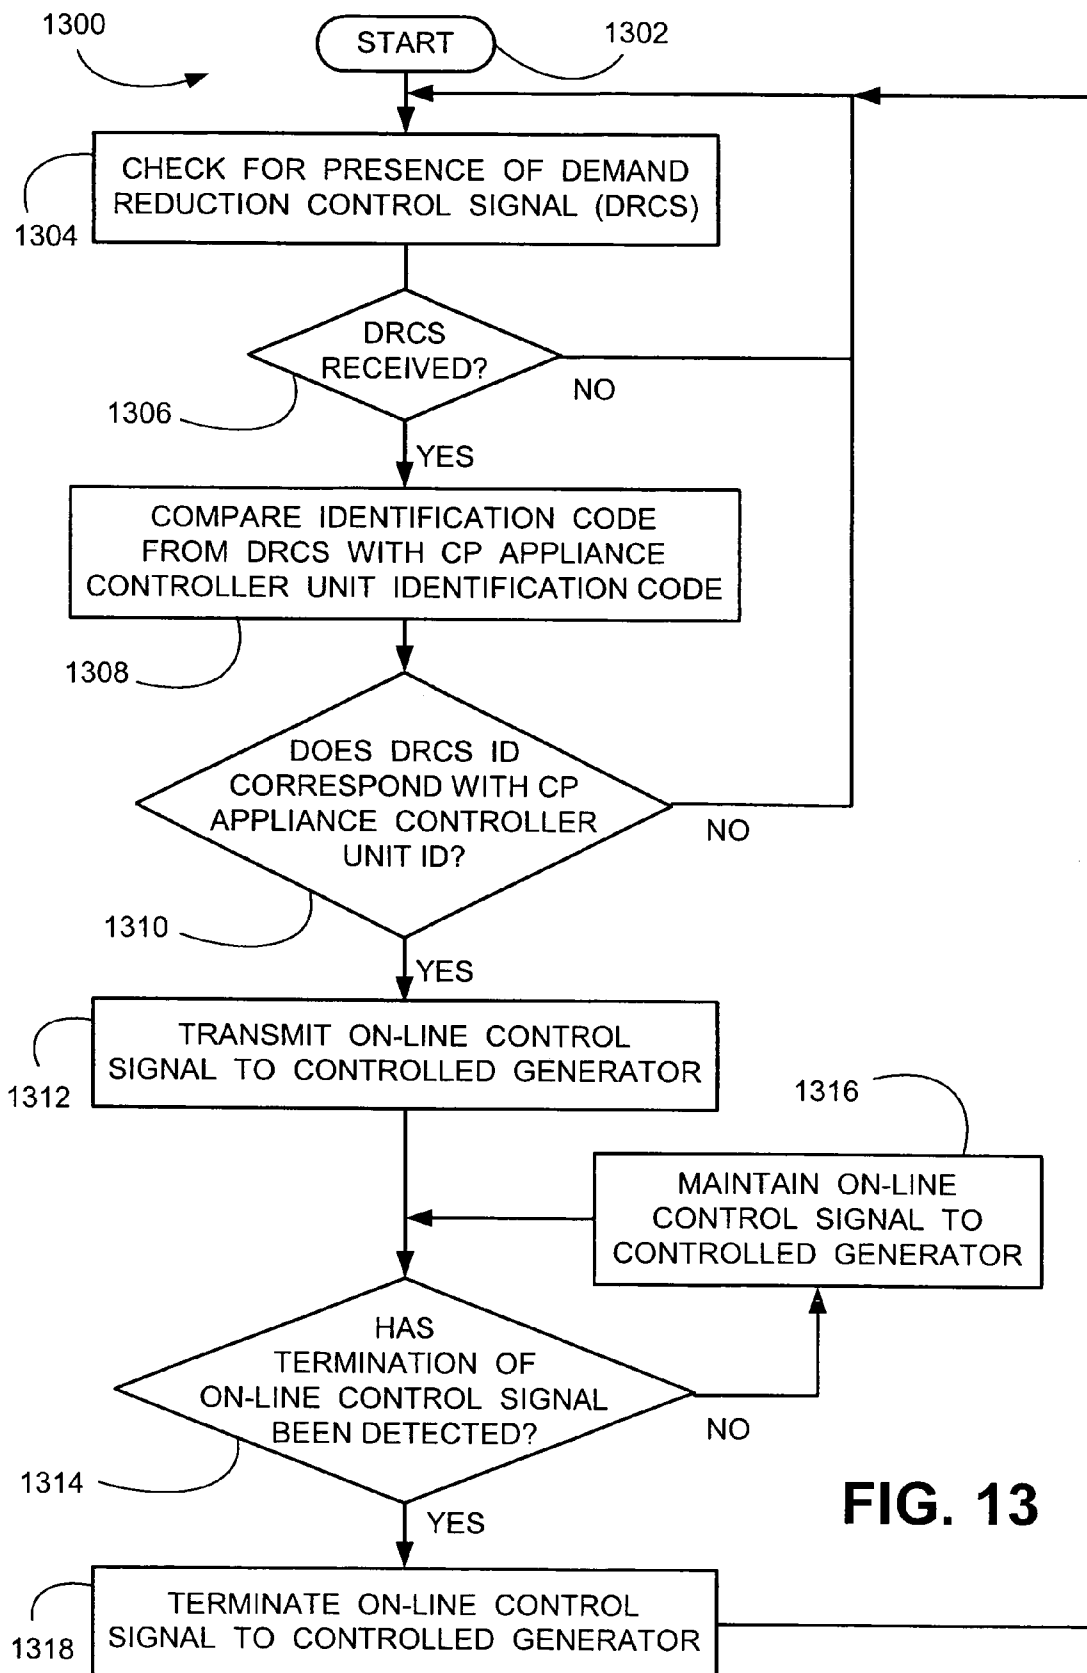 1300
START
1302
CHECK FOR PRESENCE OF DEMAND
REDUCTION CONTROL SIGNAL (DRCS)
1304
DRCS
RECEIVED?
NO
1306
YES
COMPARE IDENTIFICATION CODE
FROM DRCS WITH CP APPLIANCE
CONTROLLER UNIT IDENTIFICATION CODE
1308
DOES DRCS ID
CORRESPOND WITH CP
APPLIANCE CONTROLLER
UNIT ID?
NO
1310
YES
TRANSMIT ON-LINE CONTROL
SIGNAL TO CONTROLLED GENERATOR
1312
1316
MAINTAIN ON-LINE
CONTROL SIGNAL TO
CONTROLLED GENERATOR
HAS
TERMINATION OF
ON-LINE CONTROL SIGNAL
BEEN DETECTED?
NO
1314
YES
FIG. 13
TERMINATE ON-LINE CONTROL
SIGNAL TO CONTROLLED GENERATOR
1318